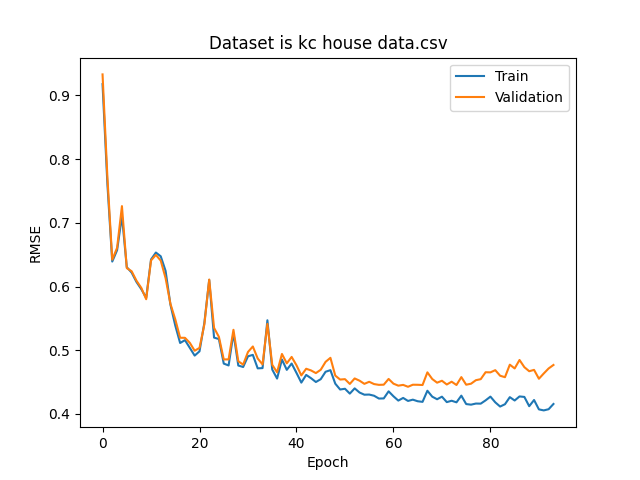 Dataset is kc house data.csv
Train
Validation
0.9
0.8
0.7
0.6
0.5
0.4
RMSE
0 20 40 60 80
Epoch